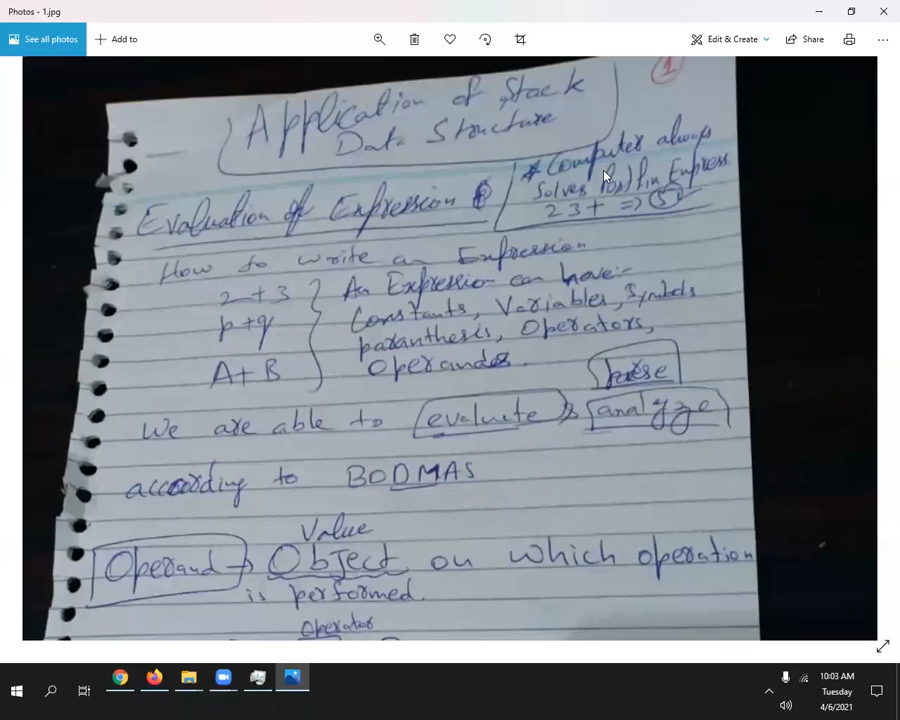 Photos - 1.jpg
See all photos
Add to
Edit & Create
Share
1
Application of Stack
Data Structure
* Computer always
Solves Postfix Express
2 3 + => 5
Evaluation of Expression
How to write an Expression
2 + 3
p + q
A + B
An Expression can have:-
Constants, Variables, Symbols
paranthesis, Operators,
Operands.
parse
We are able to evaluate & analyze
according to BODMAS
Value
Operand -> Object on which operation
is performed.
Operator
10:03 AM
Tuesday
4/6/2021